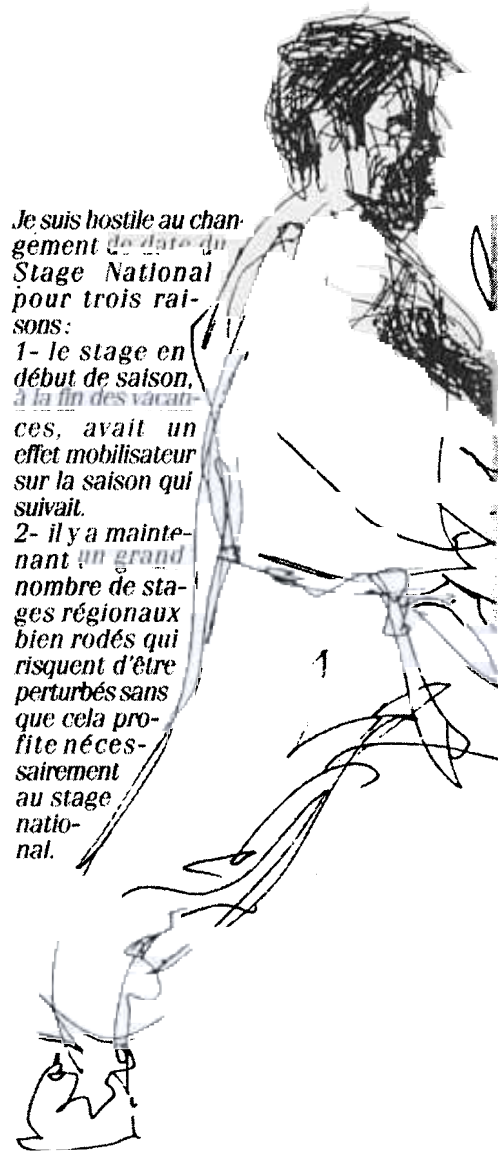 Je suis hostile au chan-
gement de date du
Stage National
pour trois rai-
sons :
1- le stage en
début de saison,
à la fin des vacan-
ces, avait un
effet mobilisateur
sur la saison qui
suivait.
2- il y a mainte-
nant un grand
nombre de sta-
ges régionaux
bien rodés qui
risquent d'être
perturbés sans
que cela pro-
fite néces-
sairement
au stage
natio-
nal.